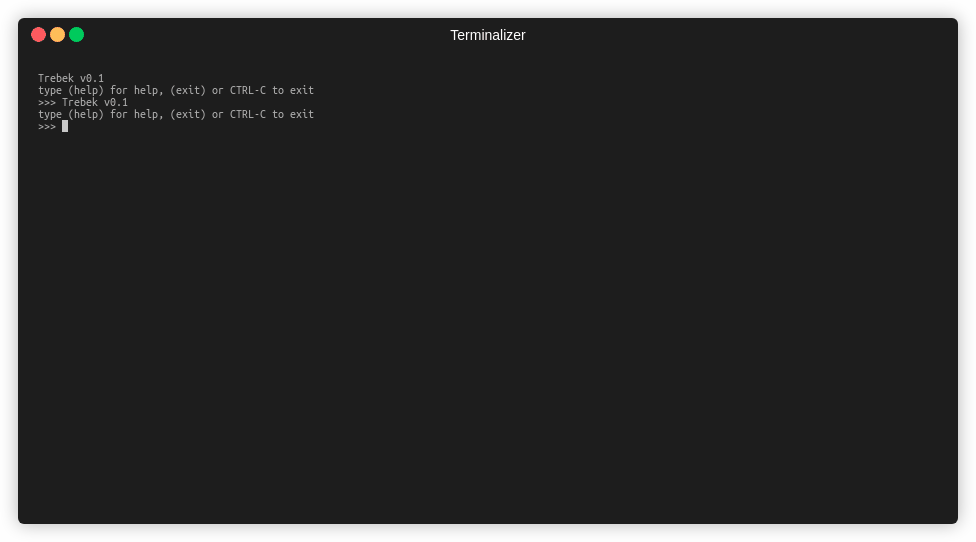 Terminalizer
Trebek v0.1
type (help) for help, (exit) or CTRL-C to exit
>>> Trebek v0.1
type (help) for help, (exit) or CTRL-C to exit
>>>